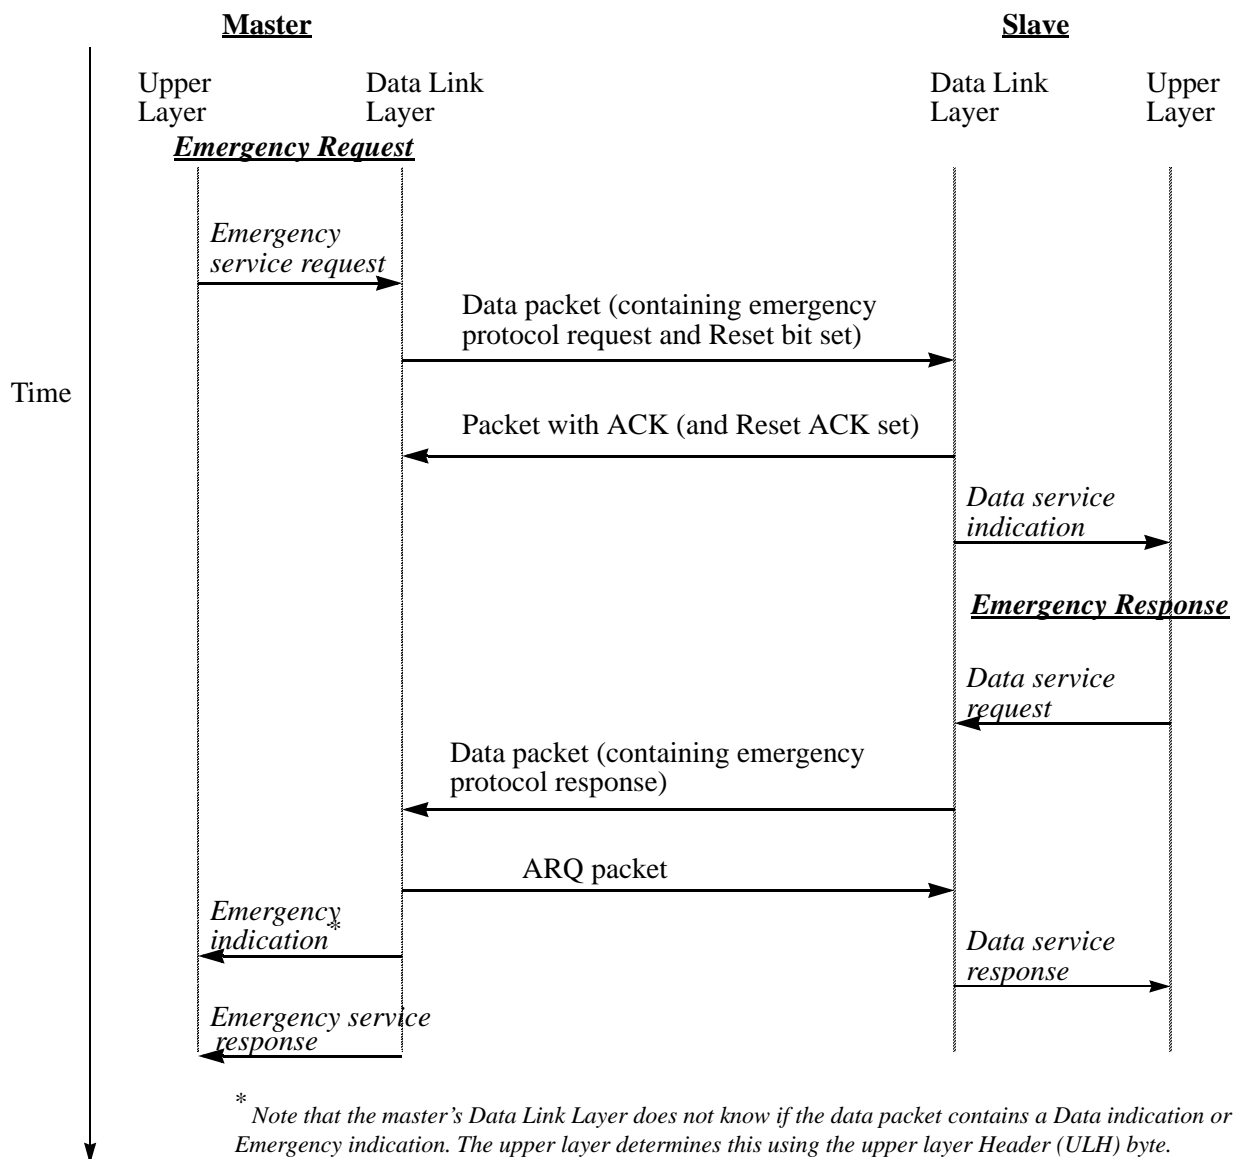 Master
Slave
Upper
Layer
Data Link
Layer
Data Link
Layer
Upper
Layer
Emergency Request
Emergency
service request
Data packet (containing emergency
protocol request and Reset bit set)
Time
Packet with ACK (and Reset ACK set)
Data service
indication
Emergency Response
Data service
request
Data packet (containing emergency
protocol response)
ARQ packet
Emergency
indication*
Data service
response
Emergency service
response
* Note that the master's Data Link Layer does not know if the data packet contains a Data indication or
Emergency indication. The upper layer determines this using the upper layer Header (ULH) byte.